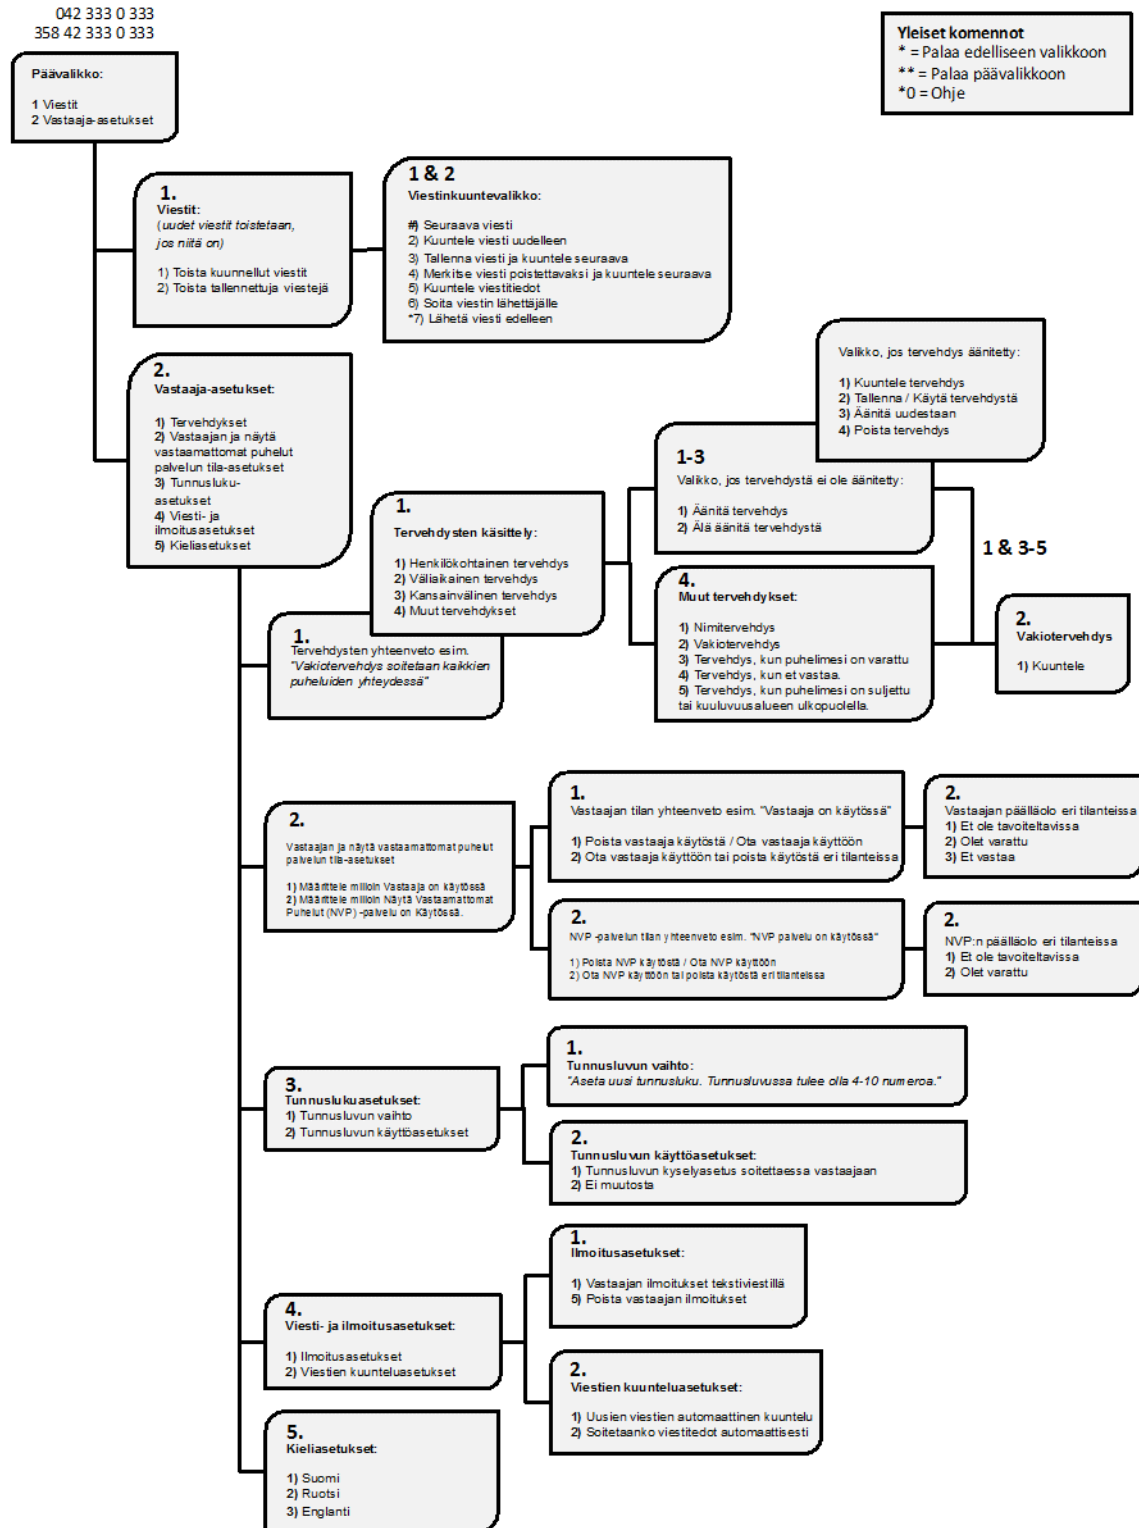 042 333 0 333
358 42 333 0 333
Päävalikko:
1 Viestit
2 Vastaaja-asetukset
Yleiset komennot
* = Palaa edelliseen valikkoon
** = Palaa päävalikkoon
*0 = Ohje
1.
Viestit:
(uudet viestit toistetaan,
jos niitä on)
1) Toista kuunnellut viestit
2) Toista tallennettuja viestejä
1 & 2
Viestinkuuntevalikko:
#) Seuraava viesti
2) Kuuntele viesti uudelleen
3) Tallenna viesti ja kuuntele seuraava
4) Merkitse viesti poistettavaksi ja kuuntele seuraava
5) Kuuntele viestitiedot
6) Soita viestin lähettäjälle
*7) Lähetä viesti edelleen
2.
Vastaaja-asetukset:
1) Tervehdykset
2) Vastaajan ja näytä
vastaamattomat puhelut
palvelun tila-asetukset
3) Tunnusluku-
asetukset
4) Viesti- ja
ilmoitusasetukset
5) Kieliasetukset
Valikko, jos tervehdys äänitetty:
1) Kuuntele tervehdys
2) Tallenna / Käytä tervehdystä
3) Äänitä uudestaan
4) Poista tervehdys
1-3
Valikko, jos tervehdystä ei ole äänitetty:
1) Äänitä tervehdys
2) Älä äänitä tervehdystä
1.
Tervehdysten käsittely:
1) Henkilökohtainen tervehdys
2) Väliaikainen tervehdys
3) Kansainvälinen tervehdys
4) Muut tervehdykset
1 & 3-5
1.
Tervehdysten yhteenveto esim.
"Vakiotervehdys soitetaan kaikkien
puheluiden yhteydessä"
4.
Muut tervehdykset:
1) Nimitervehdys
2) Vakiotervehdys
3) Tervehdys, kun puhelimesi on varattu
4) Tervehdys, kun et vastaa.
5) Tervehdys, kun puhelimesi on suljettu
tai kuuluvuusalueen ulkopuolella.
2.
Vakiotervehdys
1) Kuuntele
2.
Vastaajan ja näytä vastaamattomat puhelut
palvelun tila-asetukset
1) Määrittele milloin Vastaaja on käytössä
2) Määrittele milloin Näytä Vastaamattomat
Puhelut (NVP) -palvelu on Käytössä.
1.
Vastaajan tilan yhteenveto esim. "Vastaaja on käytössä"
1) Poista vastaaja käytöstä / Ota vastaaja käyttöön
2) Ota vastaaja käyttöön tai poista käytöstä eri tilanteissa
2.
Vastaajan päälläolo eri tilanteissa
1) Et ole tavoiteltavissa
2) Olet varattu
3) Et vastaa
2.
NVP -palvelun tilan yhteenveto esim. "NVP palvelu on käytössä"
1) Poista NVP käytöstä / Ota NVP käyttöön
2) Ota NVP käyttöön tai poista käytöstä eri tilanteissa
2.
NVP:n päälläolo eri tilanteissa
1) Et ole tavoiteltavissa
2) Olet varattu
3.
Tunnuslukuasetukset:
1) Tunnusluvun vaihto
2) Tunnusluvun käyttöasetukset
1.
Tunnusluvun vaihto:
"Aseta uusi tunnusluku. Tunnusluvussa tulee olla 4-10 numeroa."
2.
Tunnusluvun käyttöasetukset:
1) Tunnusluvun kyselyasetus soitettaessa vastaajaan
2) Ei muutosta
4.
Viesti- ja ilmoitusasetukset:
1) Ilmoitusasetukset
2) Viestien kuunteluasetukset
1.
Ilmoitusasetukset:
1) Vastaajan ilmoitukset tekstiviestillä
5) Poista vastaajan ilmoitukset
2.
Viestien kuunteluasetukset:
1) Uusien viestien automaattinen kuuntelu
2) Soitetaanko viestitiedot automaattisesti
5.
Kieliasetukset:
1) Suomi
2) Ruotsi
3) Englanti